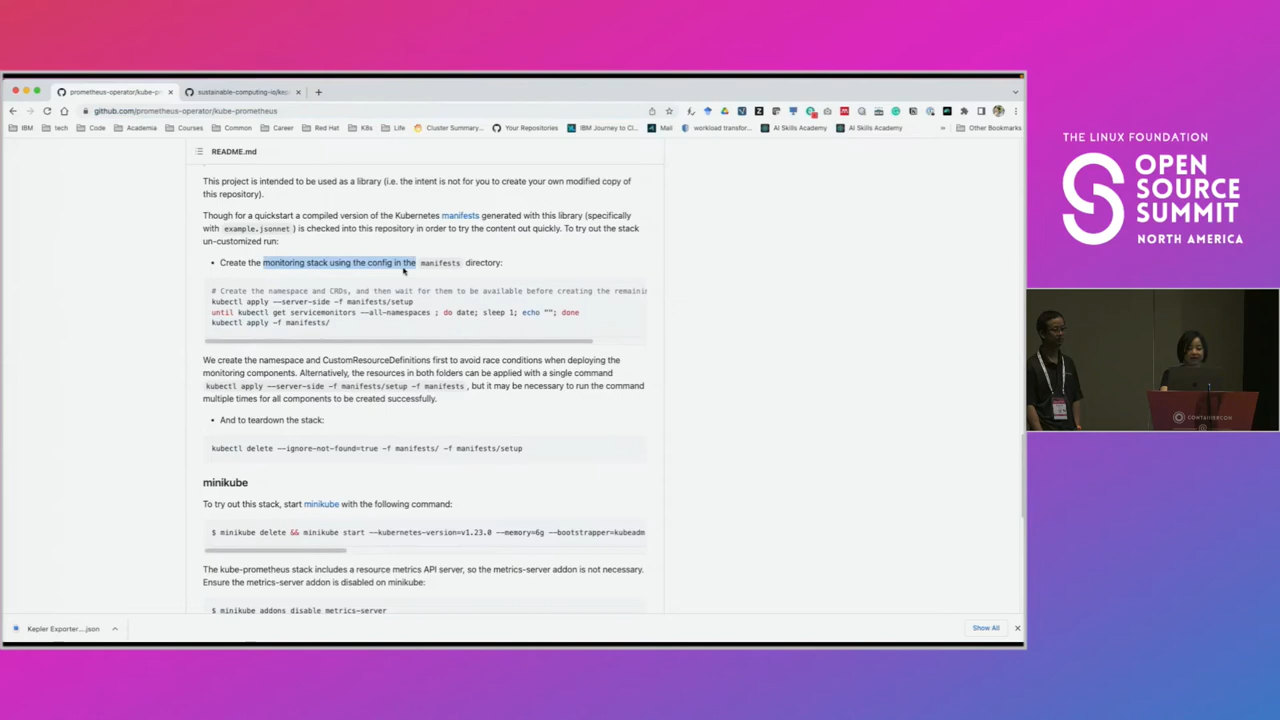 prometheus-operator/kube-p
sustainable-computing-io/kep
github.com/prometheus-operator/kube-prometheus
IBM
tech
Code
Academia
Courses
Common
Career
Red Hat
K8s
Life
Cluster Summary...
Your Repositories
IBM Journey to Cl...
Mail
workload transfor...
AI Skills Academy
AI Skills Academy
»
Other Bookmarks
README.md
This project is intended to be used as a library (i.e. the intent is not for you to create your own modified copy of
this repository).
Though for a quickstart a compiled version of the Kubernetes manifests generated with this library (specifically
with example.jsonnet ) is checked into this repository in order to try the content out quickly. To try out the stack
un-customized run:
• Create the monitoring stack using the config in the manifests directory:
# Create the namespace and CRDs, and then wait for them to be available before creating the remainin
kubectl apply --server-side -f manifests/setup
until kubectl get servicemonitors --all-namespaces ; do date; sleep 1; echo ""; done
kubectl apply -f manifests/
We create the namespace and CustomResourceDefinitions first to avoid race conditions when deploying the
monitoring components. Alternatively, the resources in both folders can be applied with a single command
kubectl apply --server-side -f manifests/setup -f manifests , but it may be necessary to run the command
multiple times for all components to be created successfully.
• And to teardown the stack:
kubectl delete --ignore-not-found=true -f manifests/ -f manifests/setup
minikube
To try out this stack, start minikube with the following command:
$ minikube delete && minikube start --kubernetes-version=v1.23.0 --memory=6g --bootstrapper=kubeadm
The kube-prometheus stack includes a resource metrics API server, so the metrics-server addon is not necessary.
Ensure the metrics-server addon is disabled on minikube:
$ minikube addons disable metrics-server
Kepler Exporter....json
Show All
THE LINUX FOUNDATION
OPEN
SOURCE
SUMMIT
NORTH AMERICA
CONTAINERCON